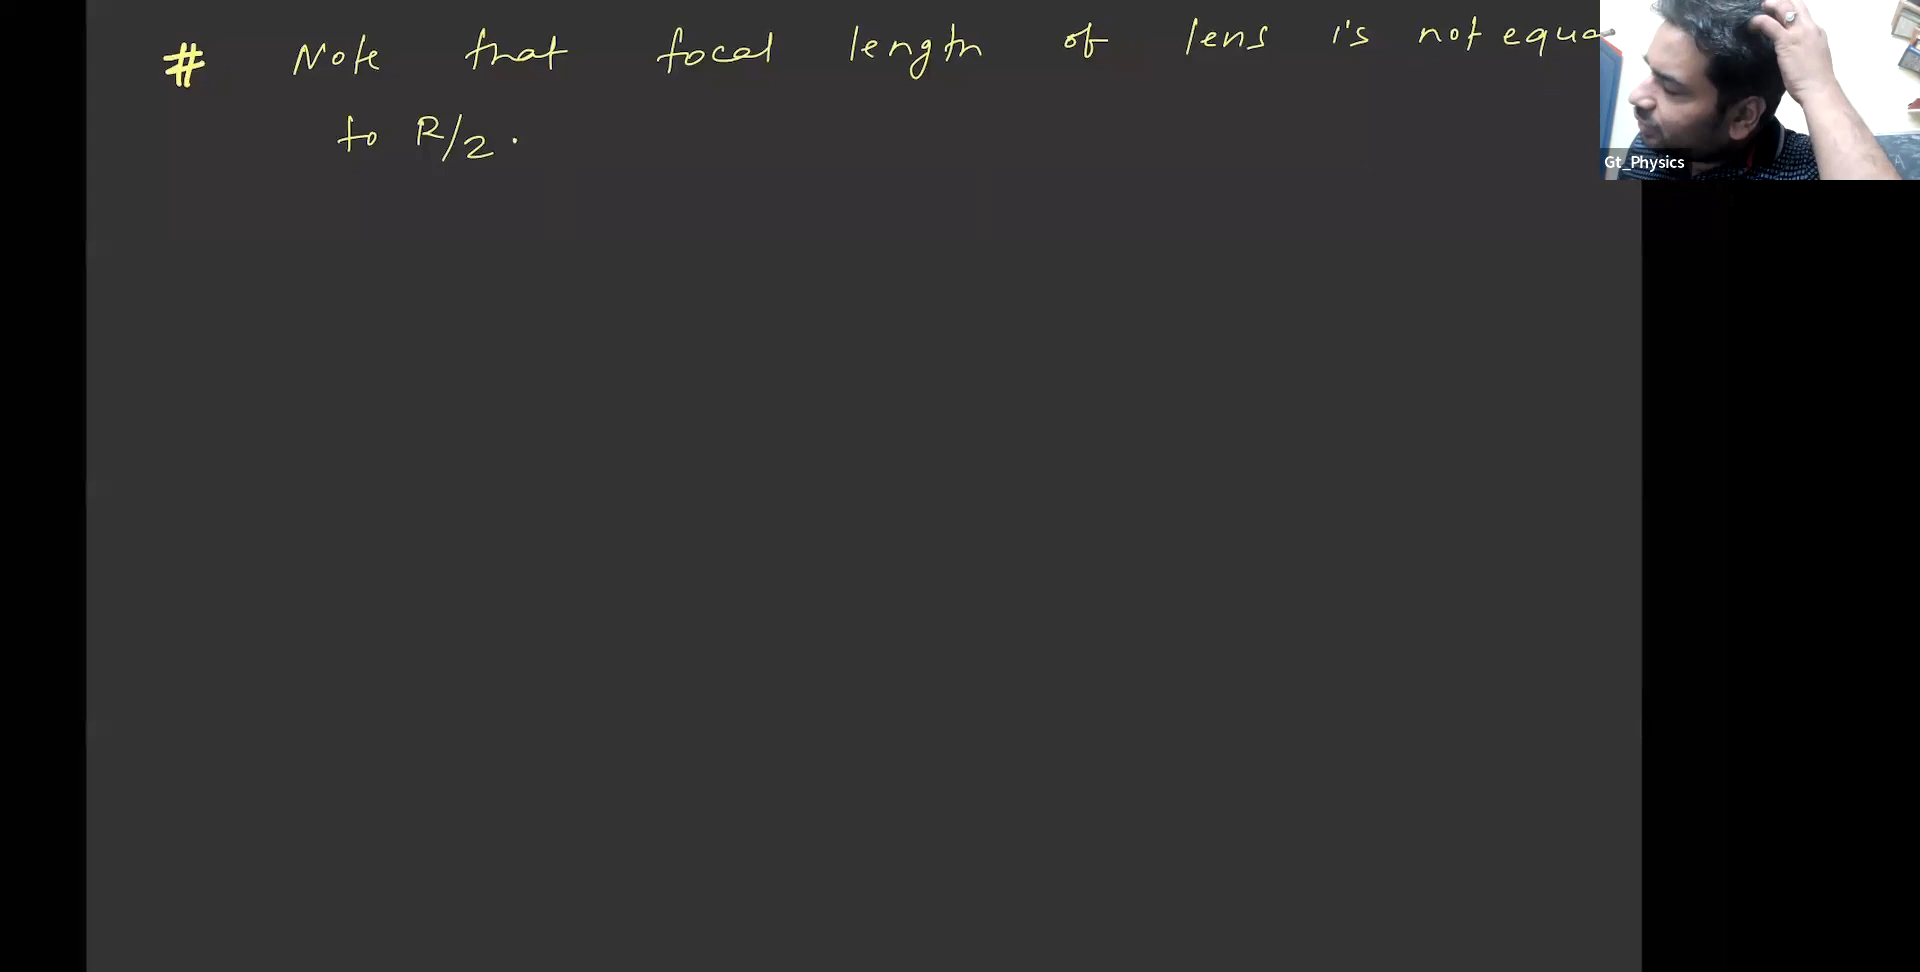 # Note that focal length of lens is not equa
to R/2.
Gt_Physics